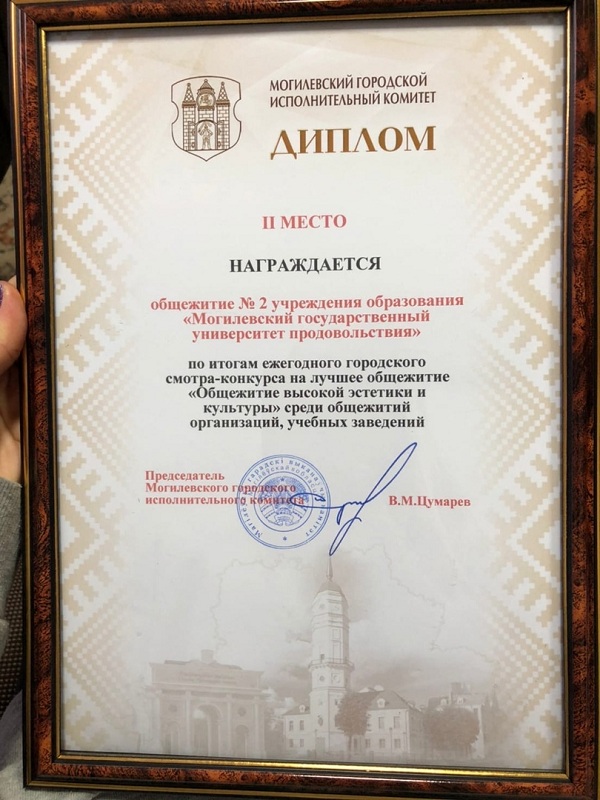 МОГИЛЕВСКИЙ ГОРОДСКОЙ
ИСПОЛНИТЕЛЬНЫЙ КОМИТЕТ
ДИПЛОМ
II МЕСТО
НАГРАЖДАЕТСЯ
общежитие № 2 учреждения образования
«Могилевский государственный
университет продовольствия»
по итогам ежегодного городского
смотра-конкурса на лучшее общежитие
«Общежитие высокой эстетики и
культуры» среди общежитий
организаций, учебных заведений
Председатель
Могилевского городского
исполнительного комитета
В.М.Цумарев